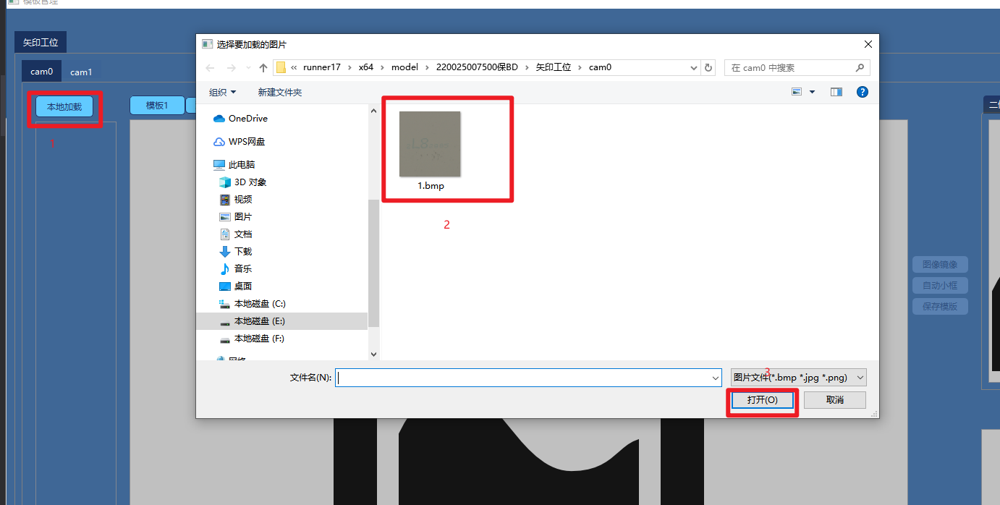 模板管理
矢印工位
选择要加载的图片
cam0 cam1
« runner17 › x64 › model › 220025007500保BD › 矢印工位 › cam0
在 cam0 中搜索
组织 新建文件夹
本地加载
模板1
1
OneDrive
WPS网盘
此电脑
3D 对象
视频
图片
文档
下载
音乐
桌面
本地磁盘 (C:)
本地磁盘 (E:)
本地磁盘 (F:)
网络
1.bmp
2
图像镜像
自动小框
保存模版
文件名(N):
图片文件(*.bmp *.jpg *.png)
3
打开(O)
取消